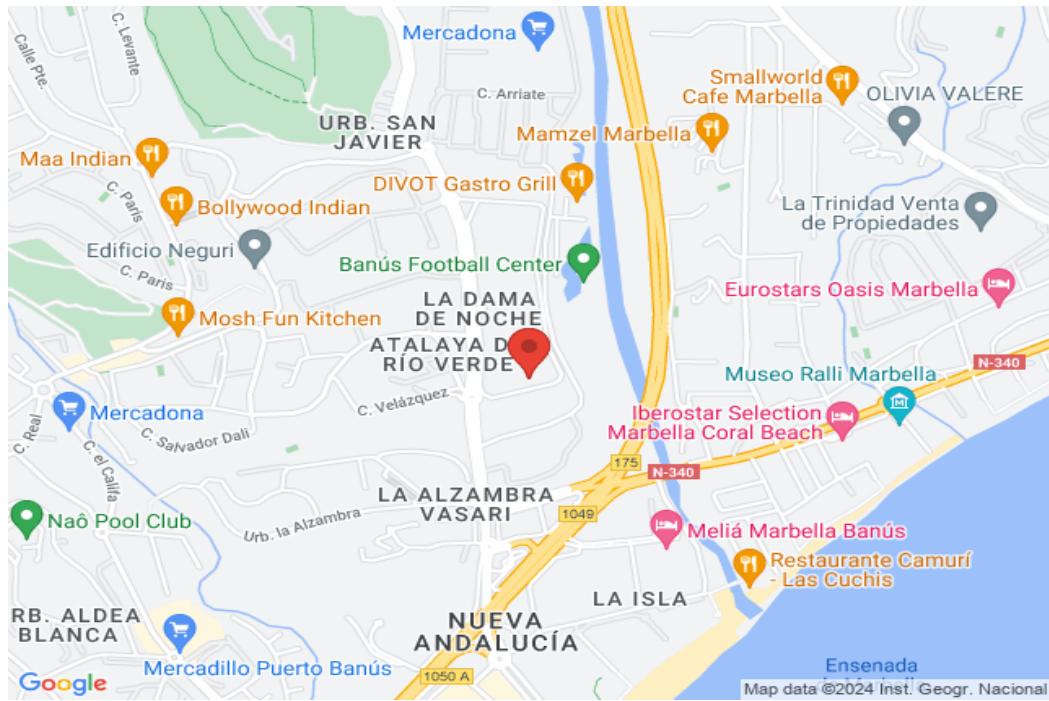 Mercadona
C. Levante
Calle Pte.
Smallworld
Cafe Marbella
C. Arriate
OLIVIA VALERE
URB. SAN
JAVIER
Mamzel Marbella
Maa Indian
DIVOT Gastro Grill
C. Paris
Bollywood Indian
La Trinidad Venta
de Propiedades
Edificio Neguri
Banús Football Center
C. Paris
Eurostars Oasis Marbella
LA DAMA
DE NOCHE
Mosh Fun Kitchen
ATALAYA D
RÍO VERDE
N-340
Museo Ralli Marbella
C. Velázquez
Mercadona
Iberostar Selection
Marbella Coral Beach
C. Real
C. Salvador Dali
C. el Califa
175
N-340
LA ALZAMBRA
VASARI
1049
Naô Pool Club
Urb. la Alzambra
Meliá Marbella Banús
Restaurante Camurí
- Las Cuchis
LA ISLA
RB. ALDEA
BLANCA
NUEVA
ANDALUCÍA
Mercadillo Puerto Banús
1050 A
Ensenada
Google
Map data ©2024 Inst. Geogr. Nacional